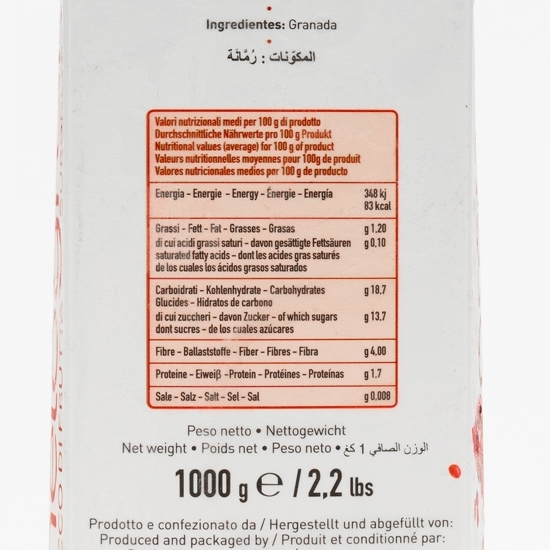 Ingredientes: Granada
المكوّنات : رُمَّانَة
Valori nutrizionali medi per 100 g di prodotto
Durchschnittliche Nährwerte pro 100 g Produkt
Nutritional values (average) for 100 g of product
Valeurs nutritionnelles moyennes pour 100g de produit
Valores nutricionales medios por 100 g de producto
Energia - Energie - Energy - Énergie - Energía 348 kj
83 kcal
Grassi - Fett - Fat - Grasses - Grasas g 1,20
di cui acidi grassi saturi - davon gesättigte Fettsäuren g 0,10
saturated fatty acids - dont les acides gras saturés
de los cuales los ácidos grasos saturados
Carboidrati - Kohlenhydrate - Carbohydrates g 18,7
Glucides - Hidratos de carbono
di cui zuccheri - davon Zucker - of which sugars g 13,7
dont sucres - de los cuales azúcares
Fibre - Ballaststoffe - Fiber - Fibres - Fibra g 4,00
Proteine - Eiweiß - Protein - Protéines - Proteínas g 1.7
Sale - Salz - Salt - Sel - Sal g 0,008
Peso netto • Nettogewicht
Net weight • Poids net • Peso neto • الوزن الصافي 1 كغ
1000 g ℮ / 2,2 lbs
Prodotto e confezionato da / Hergestellt und abgefüllt von:
Produced and packaged by / Produit et conditionné par: